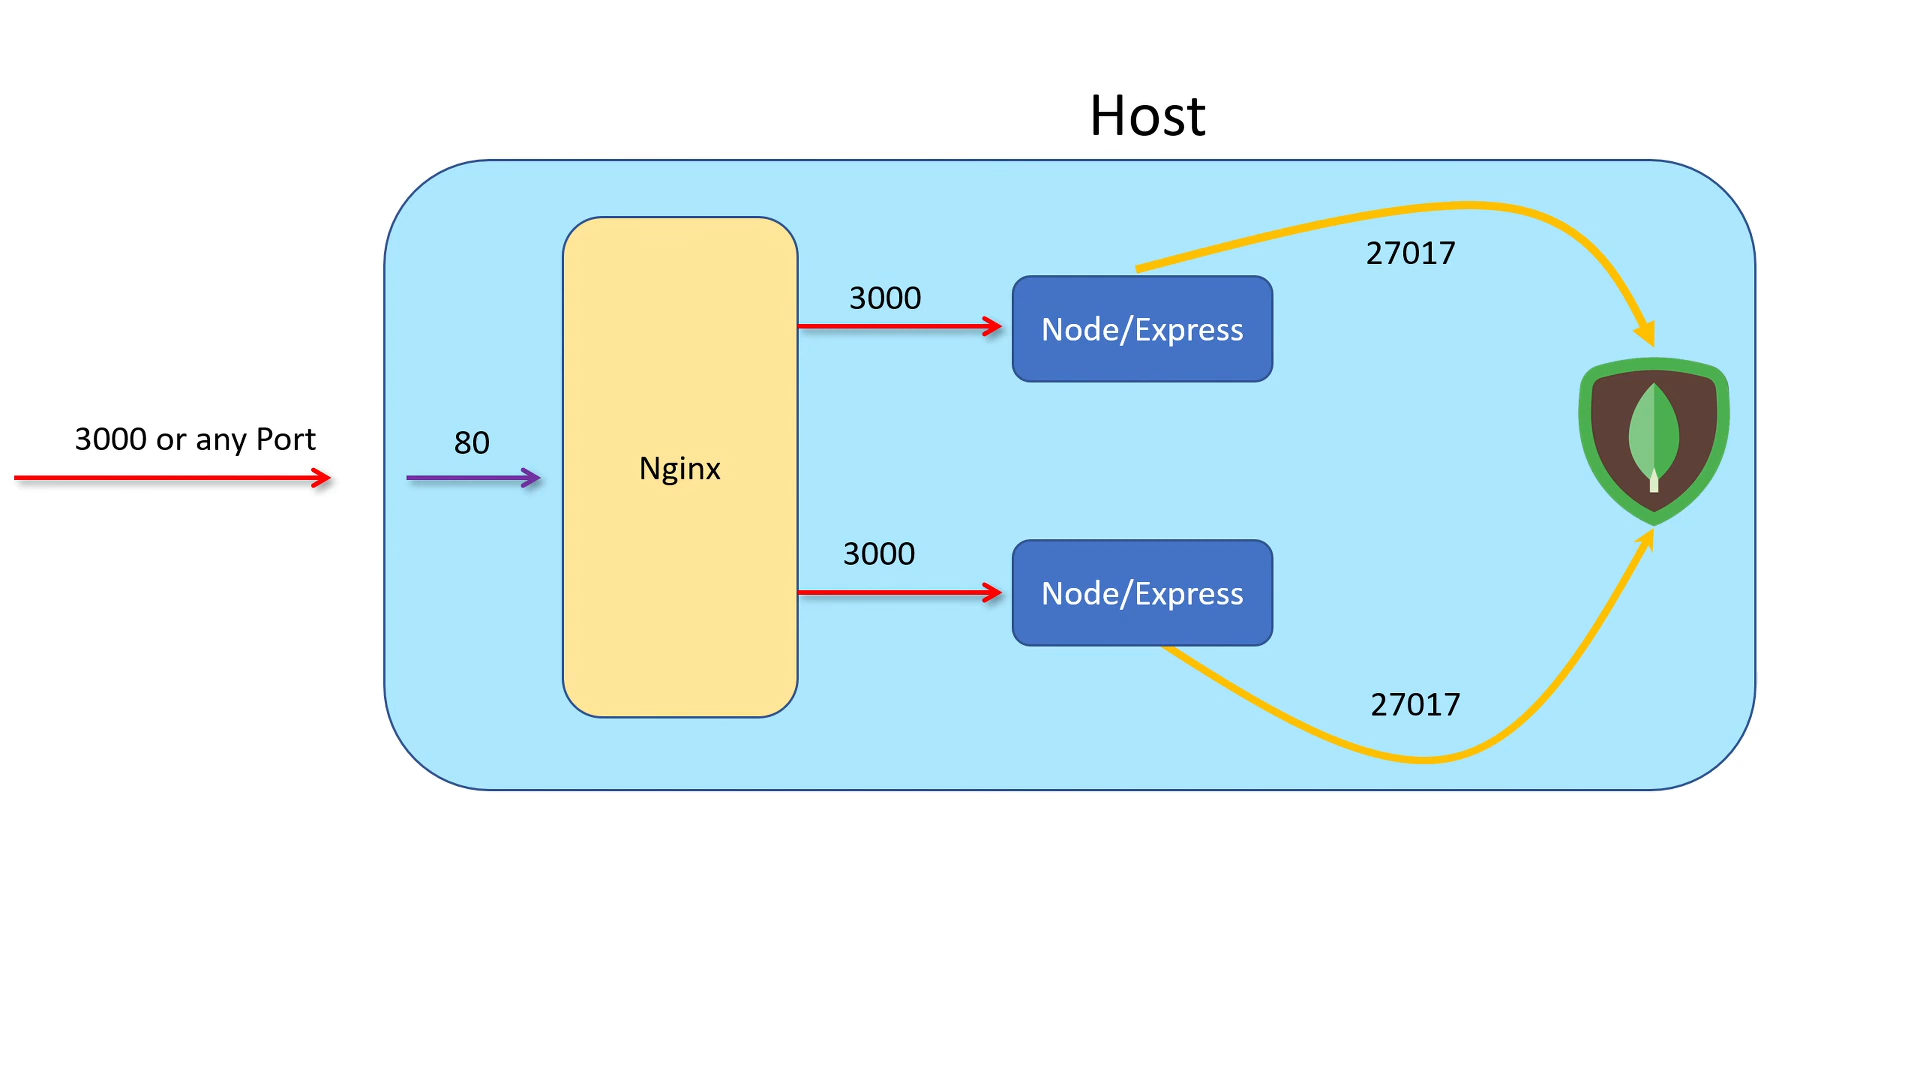 Host
27017
3000
Node/Express
3000 or any Port
80
Nginx
3000
Node/Express
27017